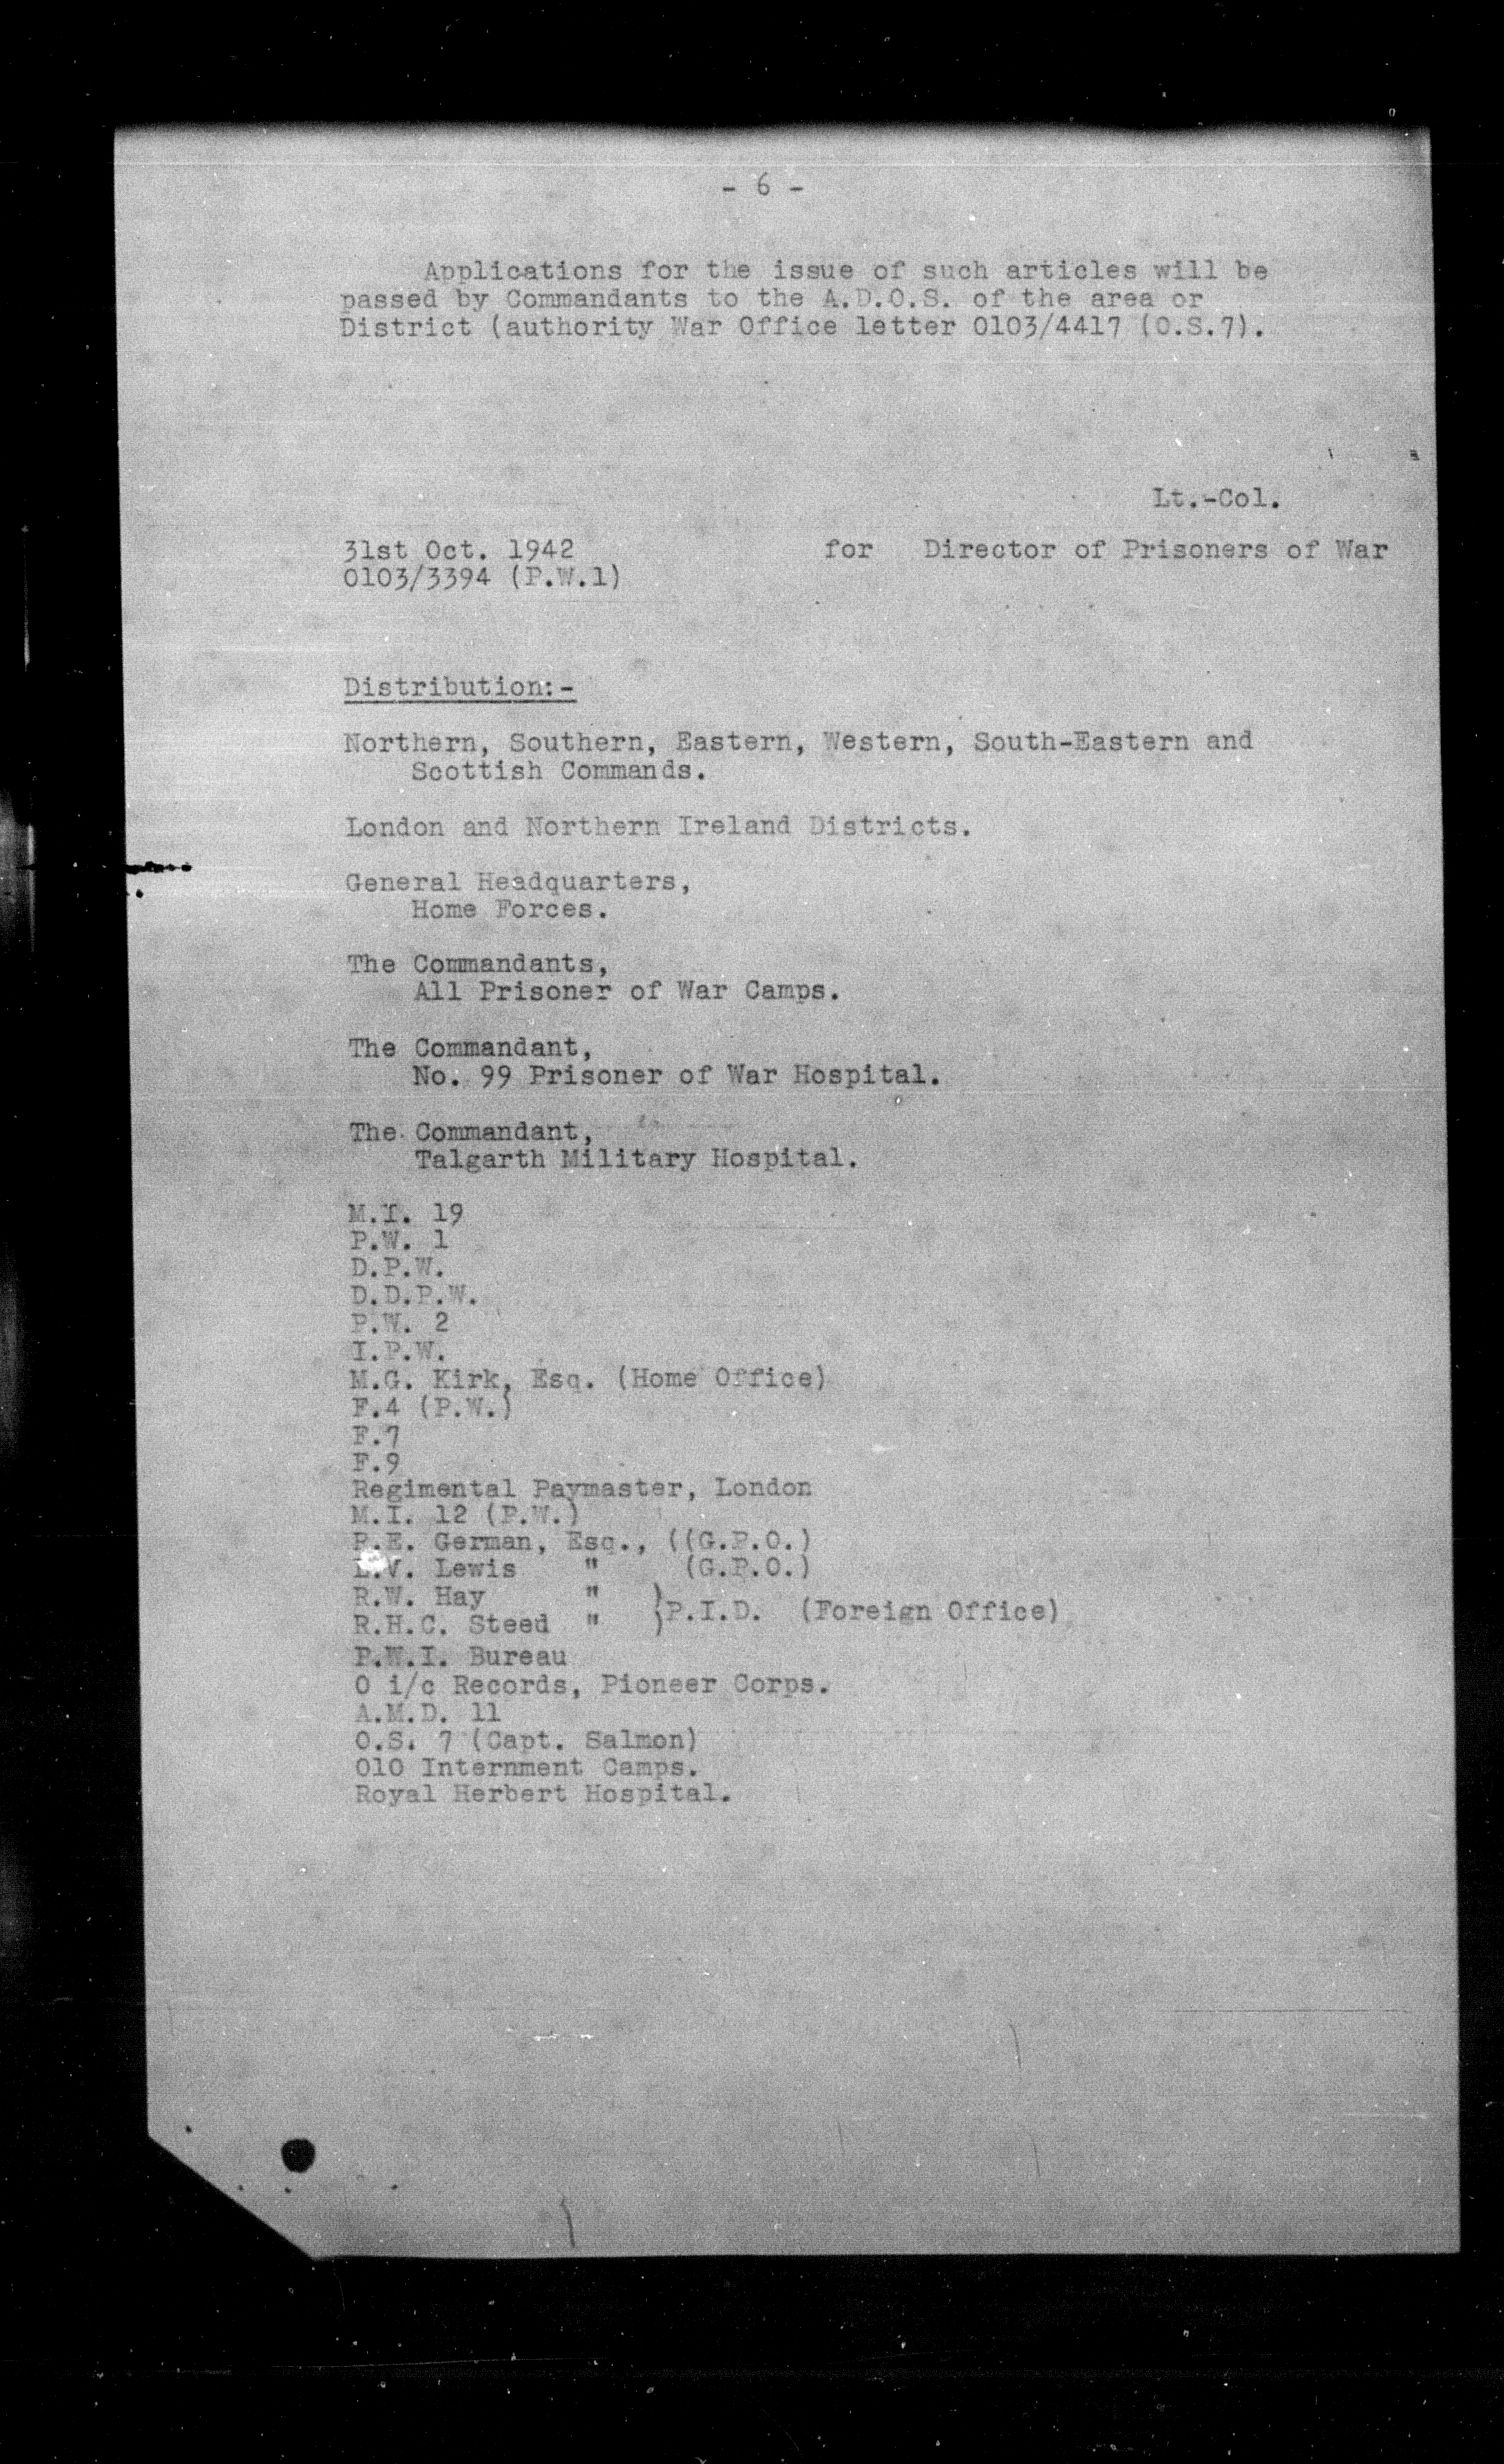 - 6 -
Applications for the issue of such articles will be
passed by Commandants to the A.D.O.S. of the area or
District (authority War Office letter 0103/4417 (O.S.7).
Lt.-Col.
31st Oct. 1942 for Director of Prisoners of War
0103/3394 (P.W.1)
Distribution:-
Northern, Southern, Eastern, Western, South-Eastern and
Scottish Commands.
London and Northern Ireland Districts.
General Headquarters,
Home Forces.
The Commandants,
All Prisoner of War Camps.
The Commandant,
No. 99 Prisoner of War Hospital.
The Commandant,
Talgarth Military Hospital.
M.I. 19
P.W. 1
D.P.W.
D.D.P.W.
P.W. 2
I.P.W.
M.G. Kirk, Esq. (Home Office)
F.4 (P.W.)
F.7
F.9
Regimental Paymaster, London
M.I. 12 (P.W.)
R.E. German, Esq., ((G.P.O.)
L.V. Lewis " (G.P.O.)
R.W. Hay " )
R.H.C. Steed " )P.I.D. (Foreign Office)
P.W.I. Bureau
O i/c Records, Pioneer Corps.
A.M.D. 11
O.S. 7 (Capt. Salmon)
OlO Internment Camps.
Royal Herbert Hospital.